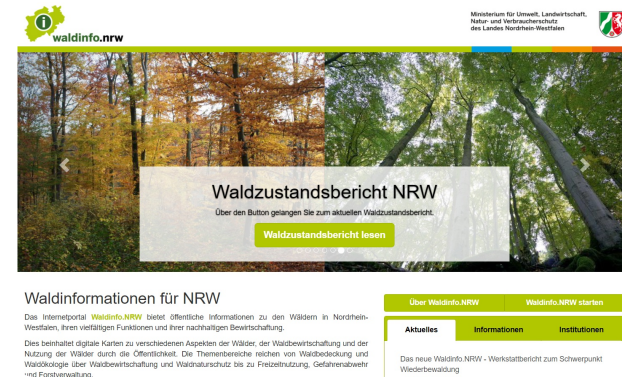 waldinfo.nrw
Ministerium für Umwelt, Landwirtschaft,
Natur- und Verbraucherschutz
des Landes Nordrhein-Westfalen
Waldzustandsbericht NRW
Über den Button gelangen Sie zum aktuellen Waldzustandsbericht.
Waldzustandsbericht lesen
Waldinformationen für NRW
Das Internetportal Waldinfo.NRW bietet öffentliche Informationen zu den Wäldern in Nordrhein-
Westfalen, ihren vielfältigen Funktionen und ihrer nachhaltigen Bewirtschaftung.
Dies beinhaltet digitale Karten zu verschiedenen Aspekten der Wälder, der Waldbewirtschaftung und der
Nutzung der Wälder durch die Öffentlichkeit. Die Themenbereiche reichen von Waldbedeckung und
Waldökologie über Waldbewirtschaftung und Waldnaturschutz bis zu Freizeitnutzung, Gefahrenabwehr
und Forstverwaltung.
Über Waldinfo.NRW
Waldinfo.NRW starten
Aktuelles
Informationen
Institutionen
Das neue Waldinfo.NRW - Werkstattbericht zum Schwerpunkt
Wiederbewaldung